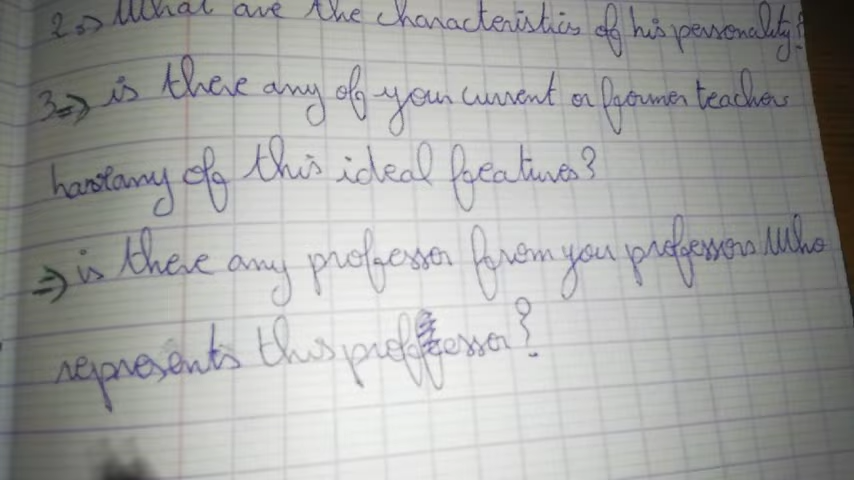 2 => What are the characteristics of his personality?
3 => is there any of your current or former teachers
any of this ideal features?
=> is there any professor from you professors who
represents this professor?